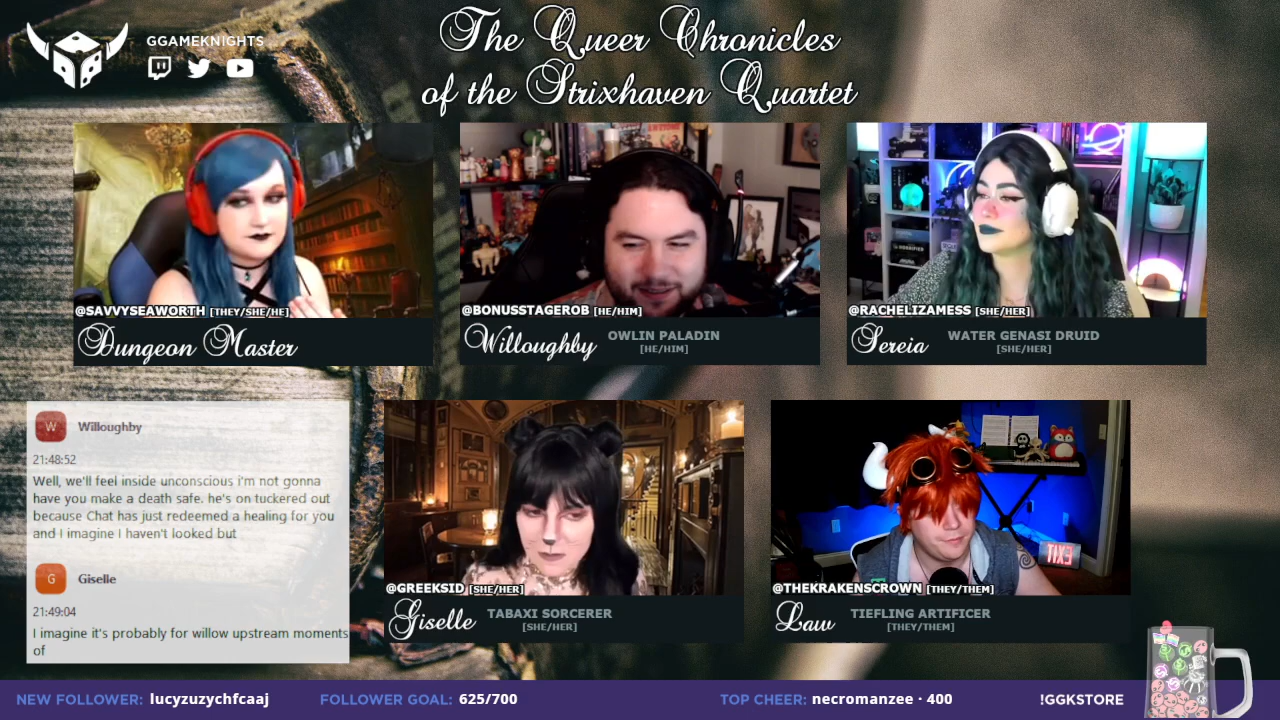 GGAMEKNIGHTS
The Queer Chronicles
of the Strixhaven Quartet
@SAVVYSEAWORTH [THEY/SHE/HE]
Dungeon Master
@BONUSSTAGEROB [HE/HIM]
Willoughby
OWLIN PALADIN
[HE/HIM]
@RACHELIZAMESS [SHE/HER]
Sereia
WATER GENASI DRUID
[SHE/HER]
W Willoughby
21:48:52
Well, we'll feel inside unconscious i'm not gonna
have you make a death safe. he's on tuckered out
because Chat has just redeemed a healing for you
and I imagine I haven't looked but
G Giselle
21:49:04
I imagine it's probably for willow upstream moments
of
@GREEKSID [SHE/HER]
Giselle
TABAXI SORCERER
[SHE/HER]
EXIT
@THEKRAKENSCROWN [THEY/THEM]
Law
TIEFLING ARTIFICER
[THEY/THEM]
NEW FOLLOWER: lucyzuzychfcaaj
FOLLOWER GOAL: 625/700
TOP CHEER: necromanzee · 400
!GGKSTORE